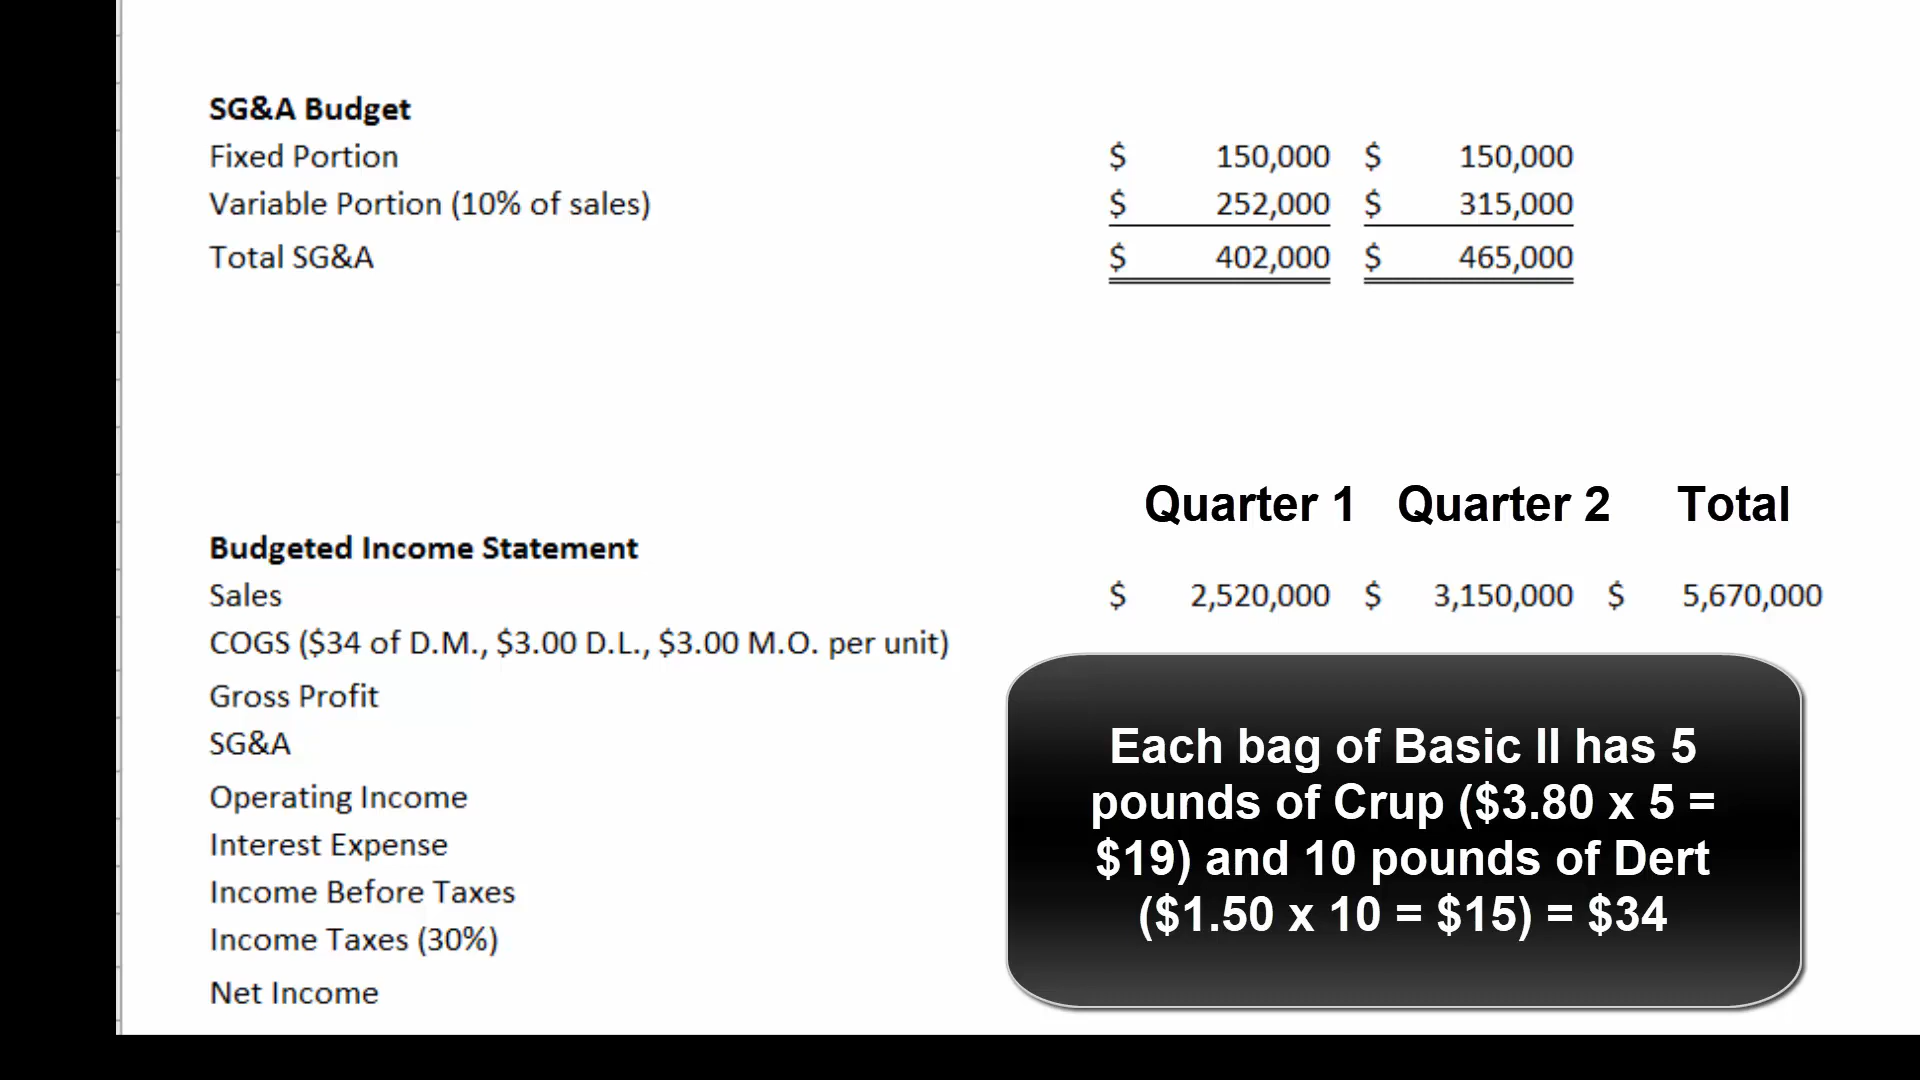 SG&A Budget
Fixed Portion $ 150,000 $ 150,000
Variable Portion (10% of sales) $ 252,000 $ 315,000
Total SG&A $ 402,000 $ 465,000
Quarter 1 Quarter 2 Total
Budgeted Income Statement
Sales $ 2,520,000 $ 3,150,000 $ 5,670,000
COGS ($34 of D.M., $3.00 D.L., $3.00 M.O. per unit)
Gross Profit
SG&A
Operating Income
Interest Expense
Income Before Taxes
Income Taxes (30%)
Net Income
Each bag of Basic II has 5
pounds of Crup ($3.80 x 5 =
$19) and 10 pounds of Dert
($1.50 x 10 = $15) = $34